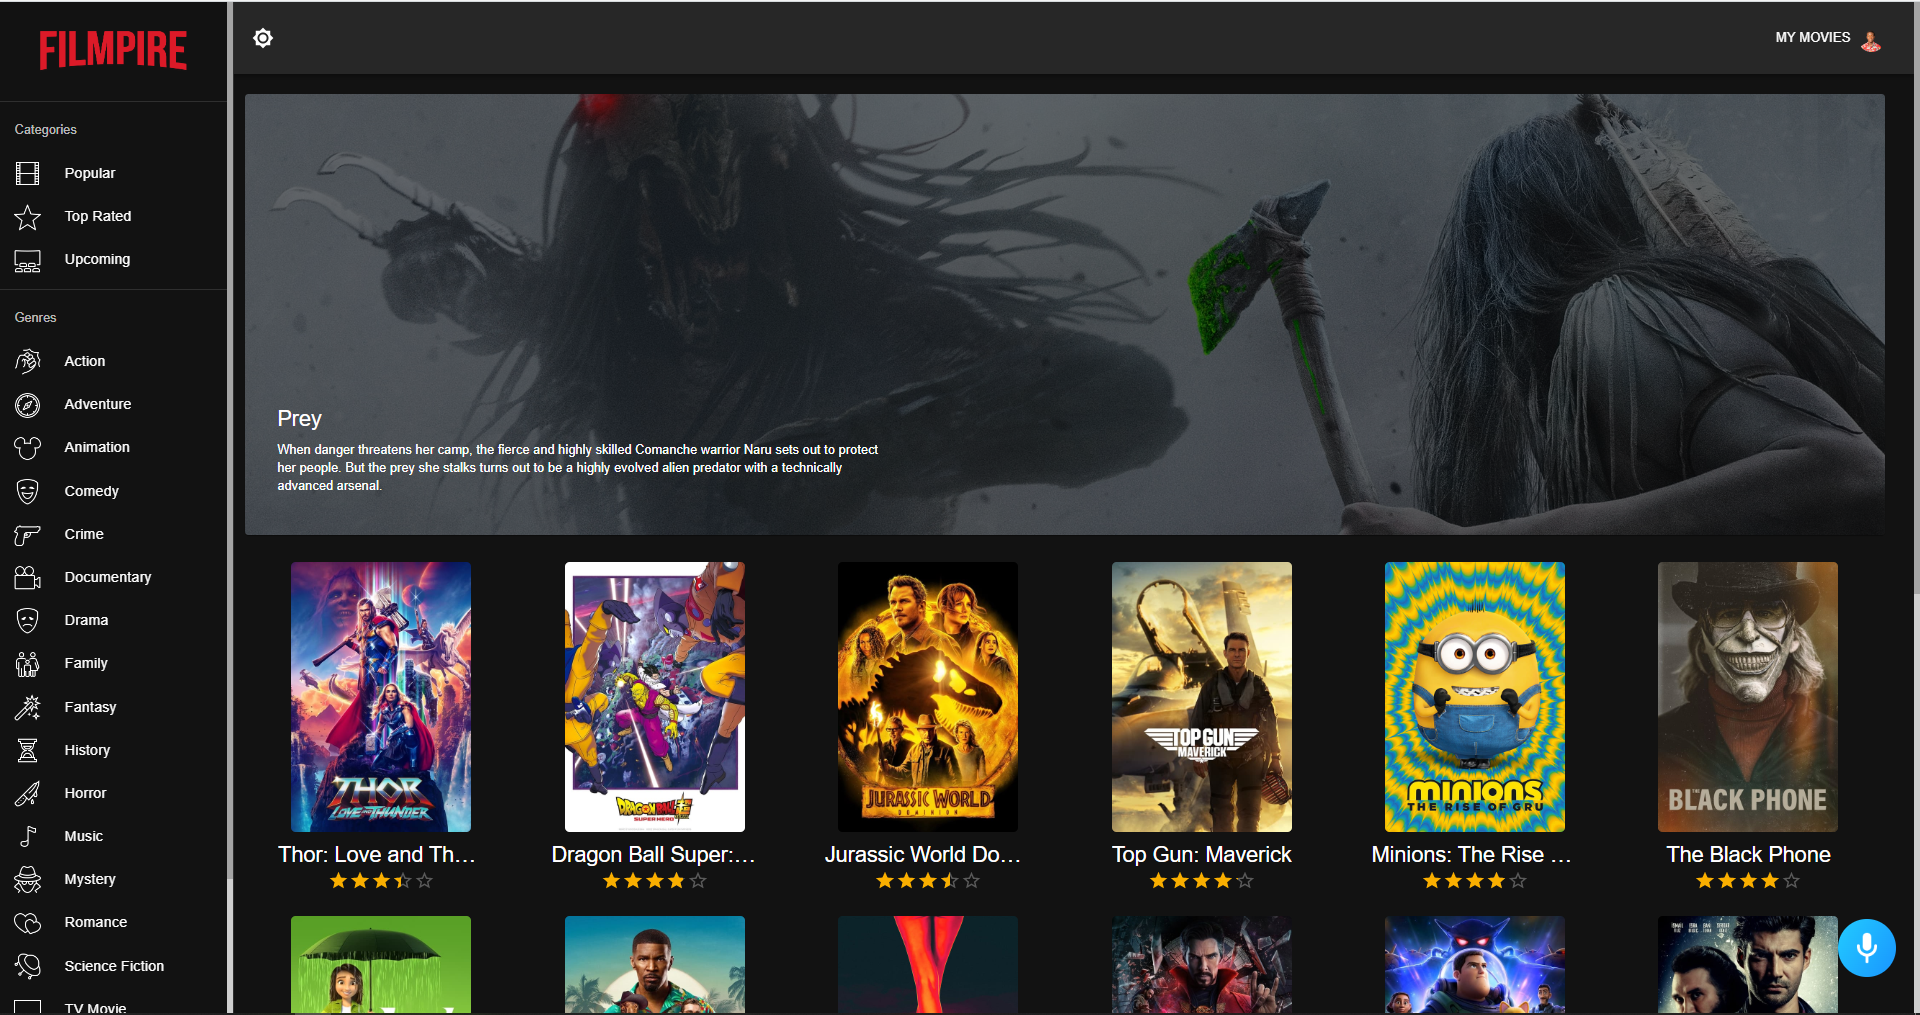 FILMPIRE
MY MOVIES
Categories
Popular
Top Rated
Upcoming
Genres
Action
Adventure
Animation
Comedy
Crime
Documentary
Drama
Family
Fantasy
History
Horror
Music
Mystery
Romance
Science Fiction
TV Movie
Prey
When danger threatens her camp, the fierce and highly skilled Comanche warrior Naru sets out to protect
her people. But the prey she stalks turns out to be a highly evolved alien predator with a technically
advanced arsenal.
THOR
LOVE AND THUNDER
DRAGON BALL
SUPER HERO
JURASSIC WORLD
DOMINION
TOP GUN
MAVERICK
minions
THE RISE OF GRU
THE
BLACK PHONE
Thor: Love and Th...
Dragon Ball Super:...
Jurassic World Do...
Top Gun: Maverick
Minions: The Rise ...
The Black Phone